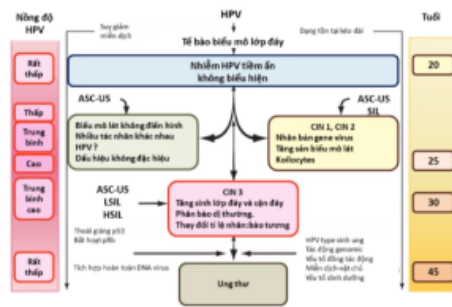 Nồng độ
HPV
Suy giảm
miễn dịch
HPV
Dạng tồn tại kéo dài
Tuổi
Tế bào biểu mô lớp đáy
Rất
thấp
Nhiễm HPV tiềm ẩn
không biểu hiện
20
ASC-US
ASC-US
SIL
Thấp
Trung
bình
Cao
Biểu mô lát không điển hình
Nhiều tác nhân khác nhau
HPV ?
Dấu hiệu không đặc hiệu
CIN 1, CIN 2
Nhân bản gene virus
Tăng sản biểu mô lát
Koilocytes
25
Trung
bình
cao
ASC-US
LSIL
HSIL
CIN 3
Tăng sinh lớp đáy và cận đáy
Phân bào dị thường.
Thay đổi tỉ lệ nhân:bào tương
30
Thoái giáng p53
Bất hoạt pRb
HPV type sinh ung
Tác động genomic
Yếu tố đồng tác động
Miễn dịch vật chủ
Yếu tố dinh dưỡng
Rất
thấp
Tích hợp hoàn toàn DNA virus
Ung thư
45